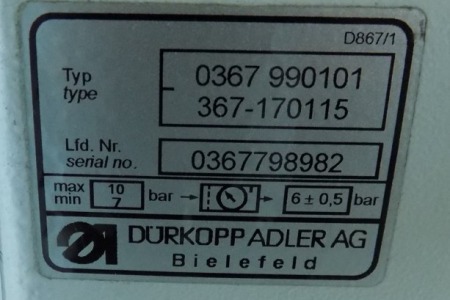 D867/1
Typ 0367 990101
type 367-170115
Lfd. Nr.
serial no. 0367798982
max 10 bar 6 ± 0,5 bar
min 7
DÜRKOPP ADLER AG
Bielefeld